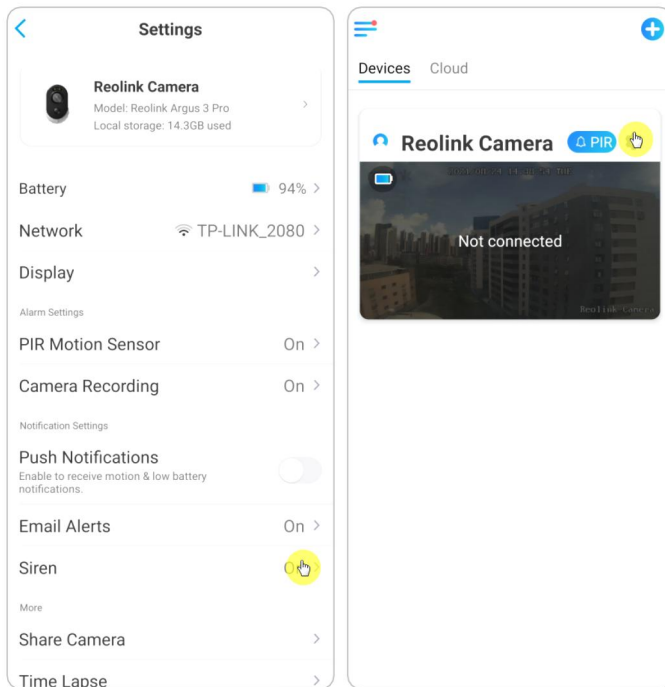 Settings
Reolink Camera
Model: Reolink Argus 3 Pro
Local storage: 14.3GB used
Battery 94%
Network TP-LINK_2080
Display
Alarm Settings
PIR Motion Sensor On
Camera Recording On
Notification Settings
Push Notifications
Enable to receive motion & low battery
notifications.
Email Alerts On
Siren
More
Share Camera
Time Lapse
Devices Cloud
Reolink Camera PIR
Not connected
Reolink Camera